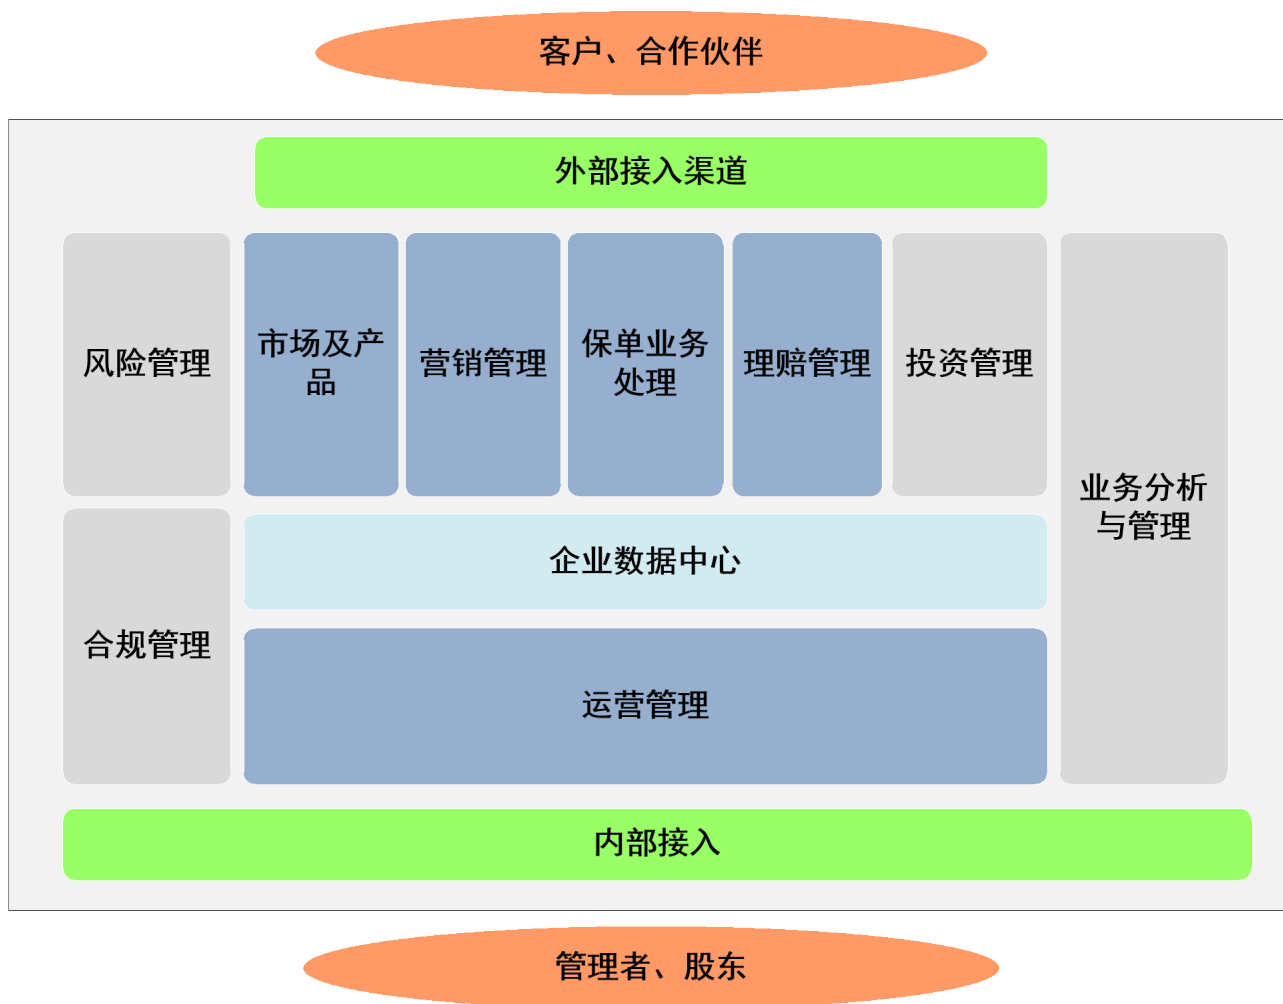 客户、合作伙伴
外部接入渠道
风险管理
市场及产
品
营销管理
保单业务
处理
理赔管理
投资管理
业务分析
与管理
企业数据中心
合规管理
运营管理
内部接入
管理者、股东